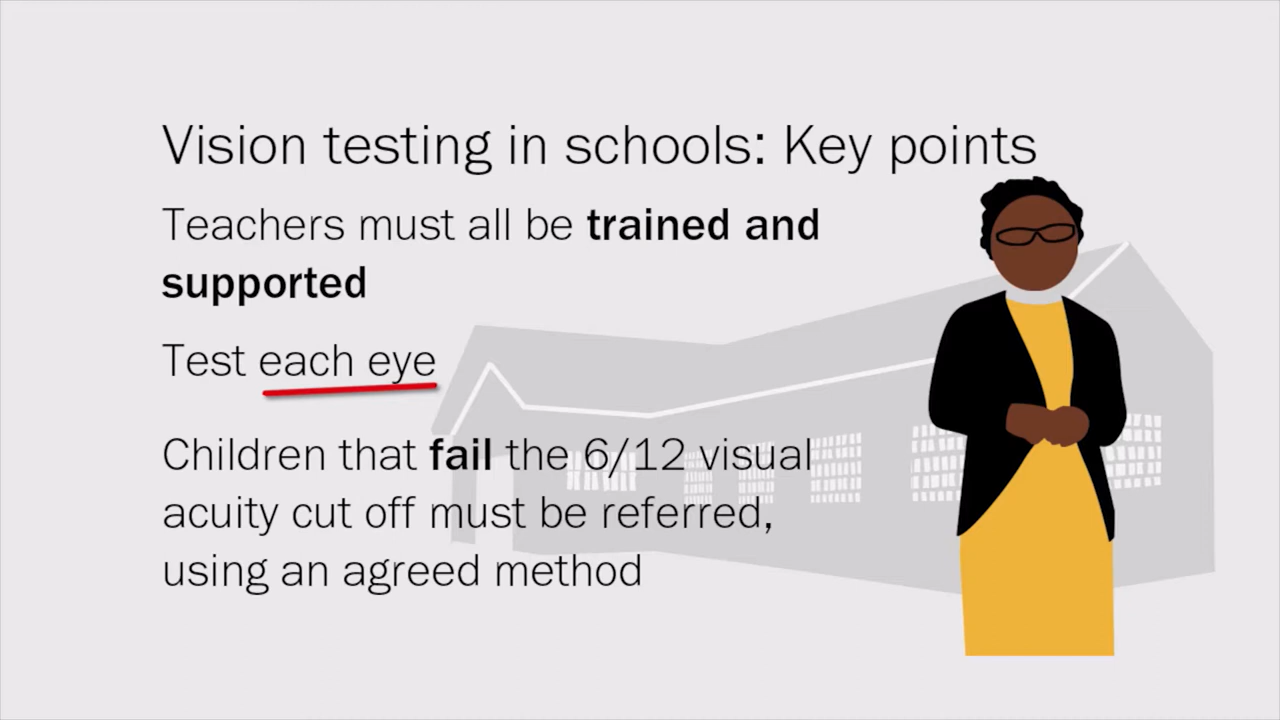 Vision testing in schools: Key points
Teachers must all be trained and
supported
Test each eye
Children that fail the 6/12 visual
acuity cut off must be referred,
using an agreed method